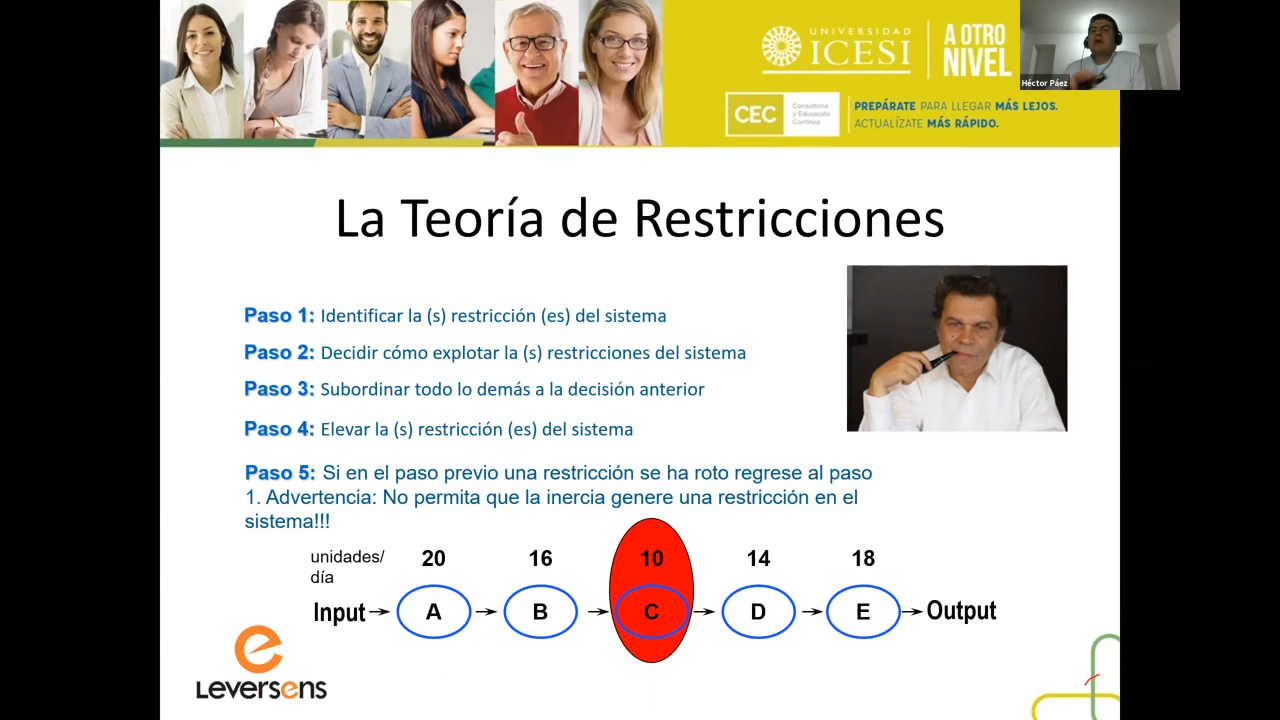 UNIVERSIDAD
ICESI
A OTRO
NIVEL
Héctor Páez
CEC
Consultoría
y Educación
Continua
PREPÁRATE PARA LLEGAR MÁS LEJOS.
ACTUALÍZATE MÁS RÁPIDO.
La Teoría de Restricciones
Paso 1: Identificar la (s) restricción (es) del sistema
Paso 2: Decidir cómo explotar la (s) restricciones del sistema
Paso 3: Subordinar todo lo demás a la decisión anterior
Paso 4: Elevar la (s) restricción (es) del sistema
Paso 5: Si en el paso previo una restricción se ha roto regrese al paso
1. Advertencia: No permita que la inercia genere una restricción en el
sistema!!!
unidades/
día
20 16 10 14 18
Input A B C D E Output
Leversens